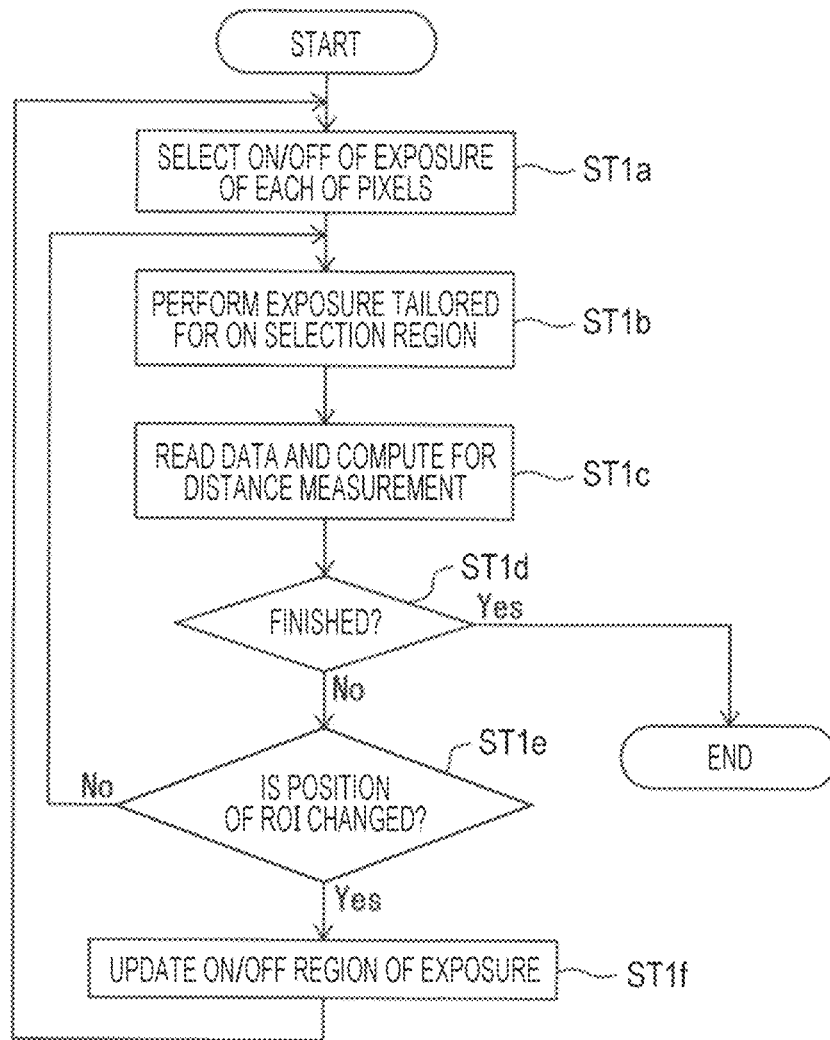 START
SELECT ON/OFF OF EXPOSURE
OF EACH OF PIXELS
ST1a
PERFORM EXPOSURE TAILORED
FOR ON SELECTION REGION
ST1b
READ DATA AND COMPUTE FOR
DISTANCE MEASUREMENT
ST1c
ST1d
FINISHED?
Yes
No
END
ST1e
No
IS POSITION
OF ROI CHANGED?
Yes
UPDATE ON/OFF REGION OF EXPOSURE
ST1f